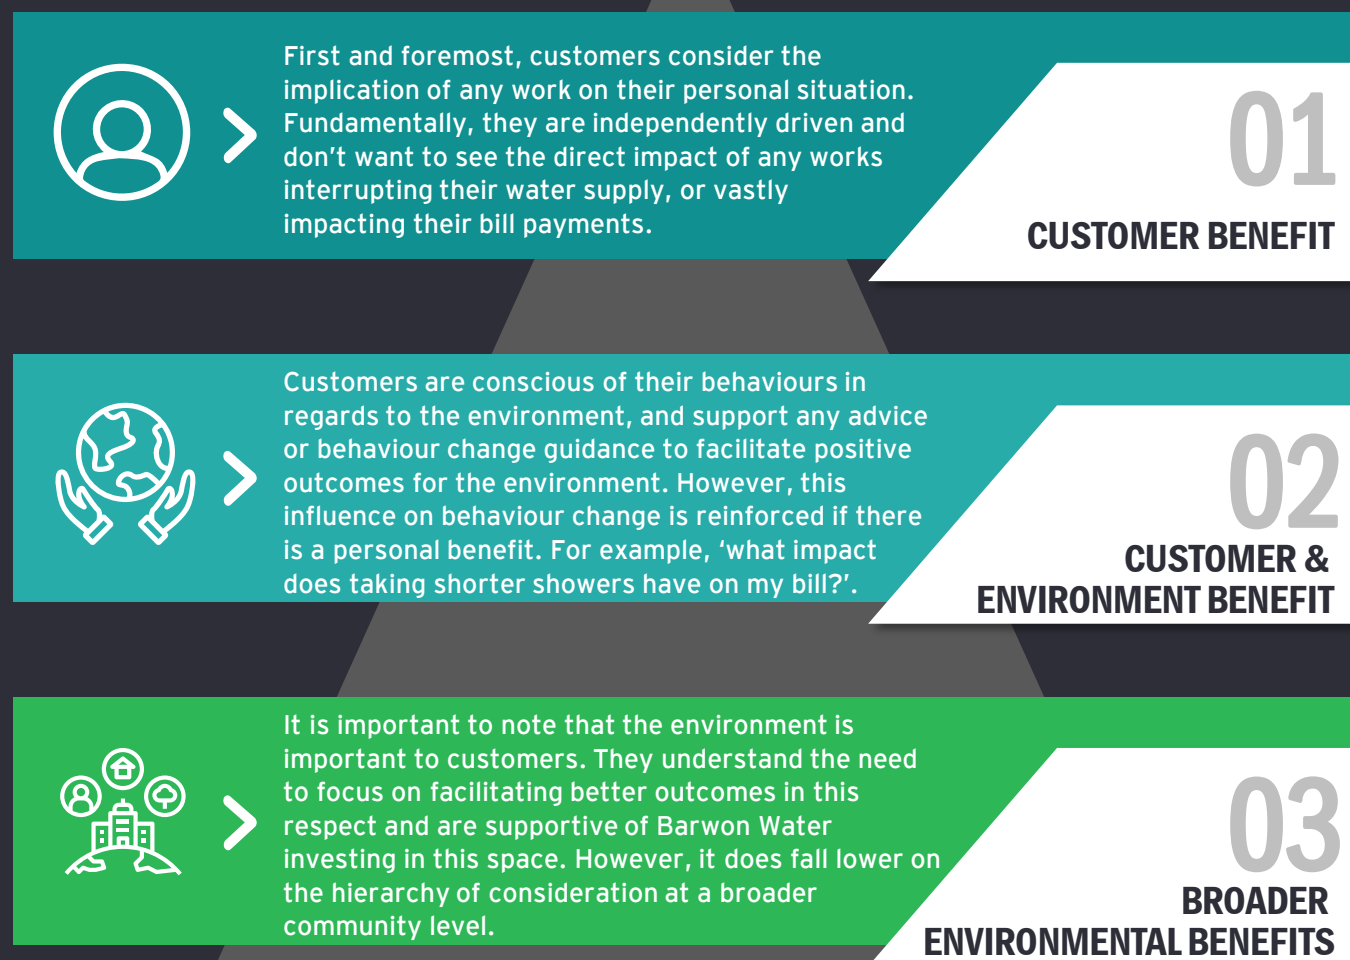 First and foremost, customers consider the
implication of any work on their personal situation.
Fundamentally, they are independently driven and
don't want to see the direct impact of any works
interrupting their water supply, or vastly
impacting their bill payments.
01
CUSTOMER BENEFIT
Customers are conscious of their behaviours in
regards to the environment, and support any advice
or behaviour change guidance to facilitate positive
outcomes for the environment. However, this
influence on behaviour change is reinforced if there
is a personal benefit. For example, ‘what impact
does taking shorter showers have on my bill?’.
02
CUSTOMER &
ENVIRONMENT BENEFIT
It is important to note that the environment is
important to customers. They understand the need
to focus on facilitating better outcomes in this
respect and are supportive of Barwon Water
investing in this space. However, it does fall lower on
the hierarchy of consideration at a broader
community level.
03
BROADER
ENVIRONMENTAL BENEFITS